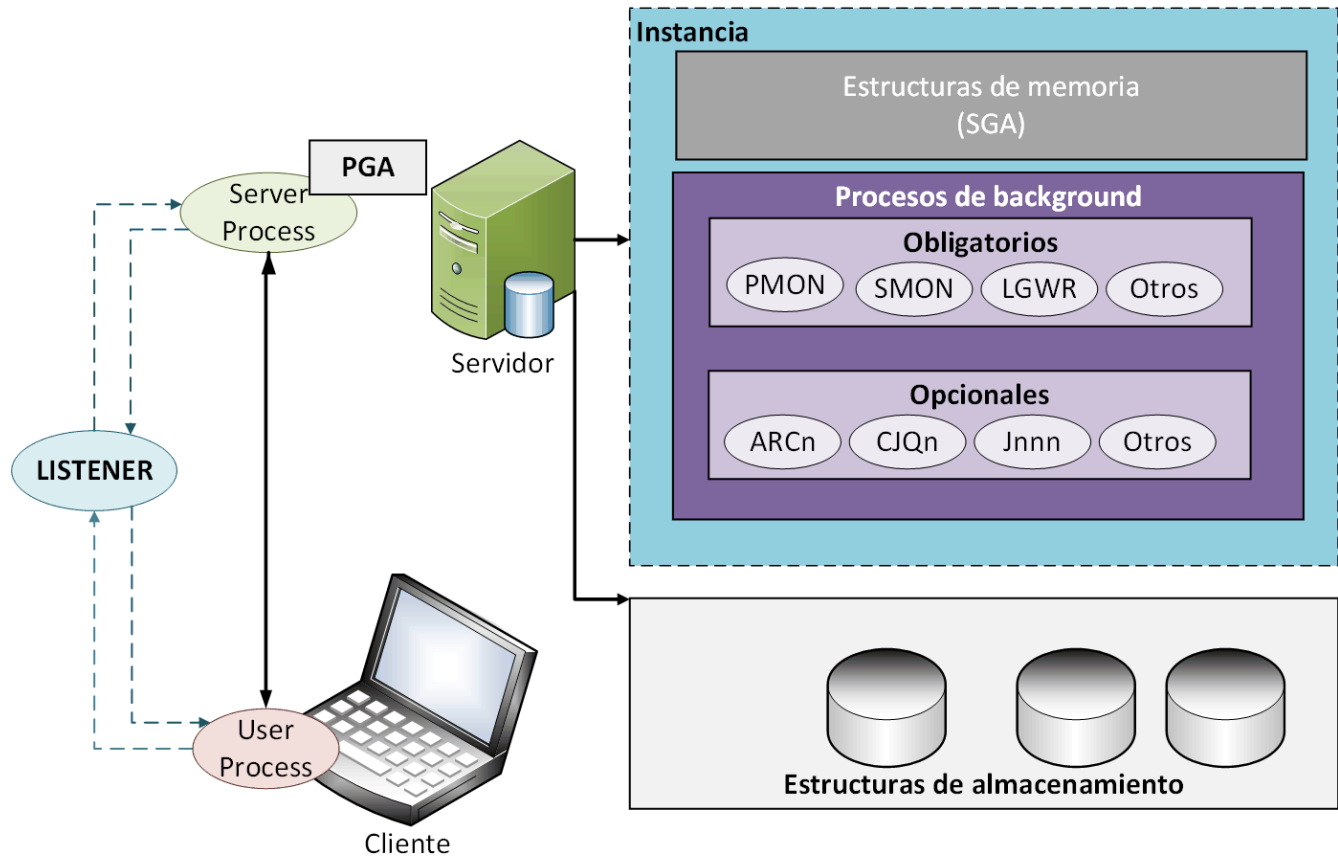 Instancia
Estructuras de memoria
(SGA)
PGA
Server
Process
Procesos de background
Obligatorios
PMON
SMON
LGWR
Otros
Servidor
Opcionales
ARCn
CJQn
Jnnn
Otros
LISTENER
User
Process
Cliente
Estructuras de almacenamiento